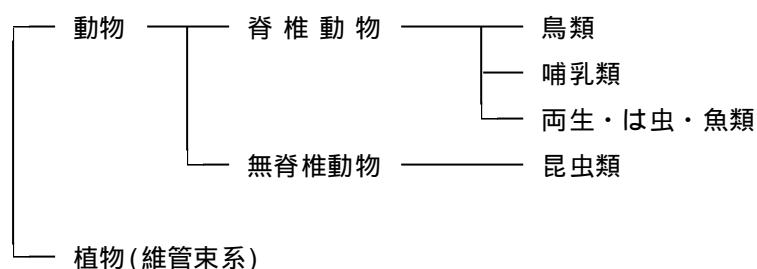 動物 脊椎動物 鳥類
哺乳類
両生・は虫・魚類
無脊椎動物 昆虫類
植物(維管束系)